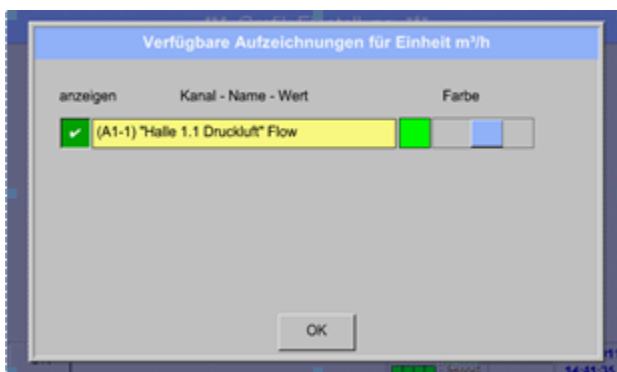 Verfügbare Aufzeichnungen für Einheit m³/h
anzeigen Kanal - Name - Wert Farbe
(A1-1) "Halle 1.1 Druckluft" Flow
OK